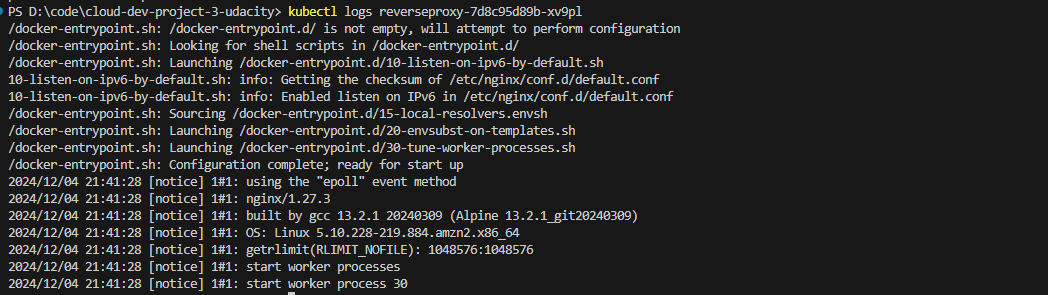 PS D:\code\cloud-dev-project-3-udacity> kubectl logs reverseproxy-7d8c95d89b-xv9pl
/docker-entrypoint.sh: /docker-entrypoint.d/ is not empty, will attempt to perform configuration
/docker-entrypoint.sh: Looking for shell scripts in /docker-entrypoint.d/
/docker-entrypoint.sh: Launching /docker-entrypoint.d/10-listen-on-ipv6-by-default.sh
10-listen-on-ipv6-by-default.sh: info: Getting the checksum of /etc/nginx/conf.d/default.conf
10-listen-on-ipv6-by-default.sh: info: Enabled listen on IPv6 in /etc/nginx/conf.d/default.conf
/docker-entrypoint.sh: Sourcing /docker-entrypoint.d/15-local-resolvers.envsh
/docker-entrypoint.sh: Launching /docker-entrypoint.d/20-envsubst-on-templates.sh
/docker-entrypoint.sh: Launching /docker-entrypoint.d/30-tune-worker-processes.sh
/docker-entrypoint.sh: Configuration complete; ready for start up
2024/12/04 21:41:28 [notice] 1#1: using the "epoll" event method
2024/12/04 21:41:28 [notice] 1#1: nginx/1.27.3
2024/12/04 21:41:28 [notice] 1#1: built by gcc 13.2.1 20240309 (Alpine 13.2.1_git20240309)
2024/12/04 21:41:28 [notice] 1#1: OS: Linux 5.10.228-219.884.amzn2.x86_64
2024/12/04 21:41:28 [notice] 1#1: getrlimit(RLIMIT_NOFILE): 1048576:1048576
2024/12/04 21:41:28 [notice] 1#1: start worker processes
2024/12/04 21:41:28 [notice] 1#1: start worker process 30